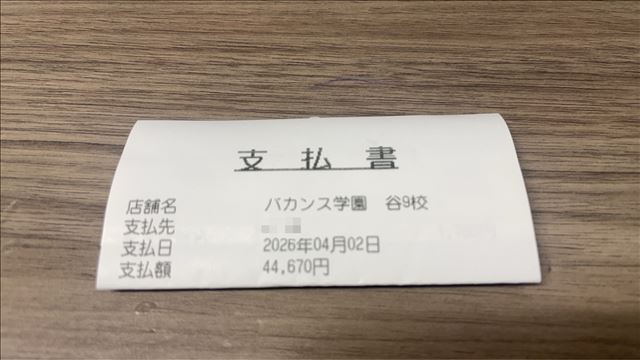 支払書
店舗名 バカンス学園 谷9校
支払先
支払日 2026年04月02日
支払額 44,670円